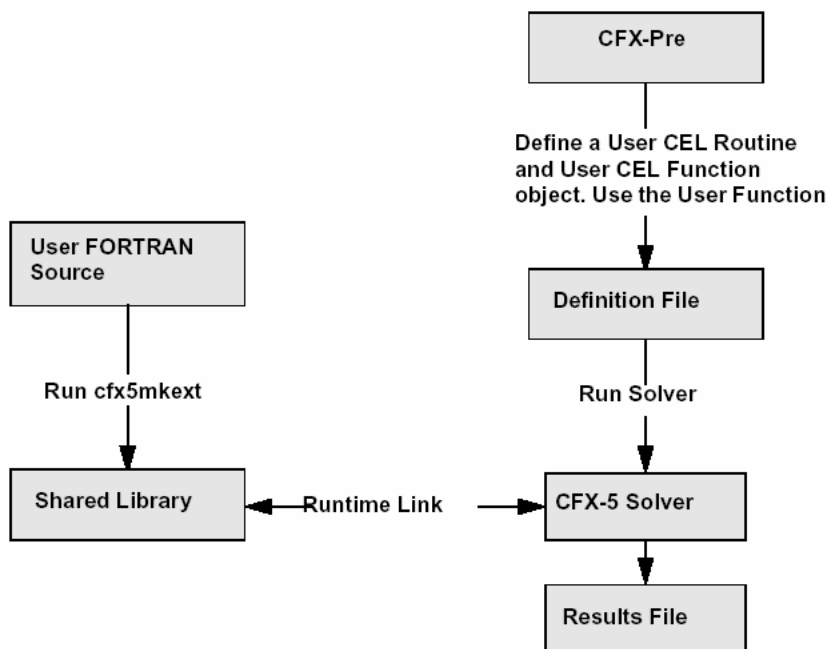 CFX-Pre
Define a User CEL Routine
and User CEL Function
object. Use the User Function
User FORTRAN
Source
Definition File
Run cfx5mkext
Run Solver
Shared Library
Runtime Link
CFX-5 Solver
Results File